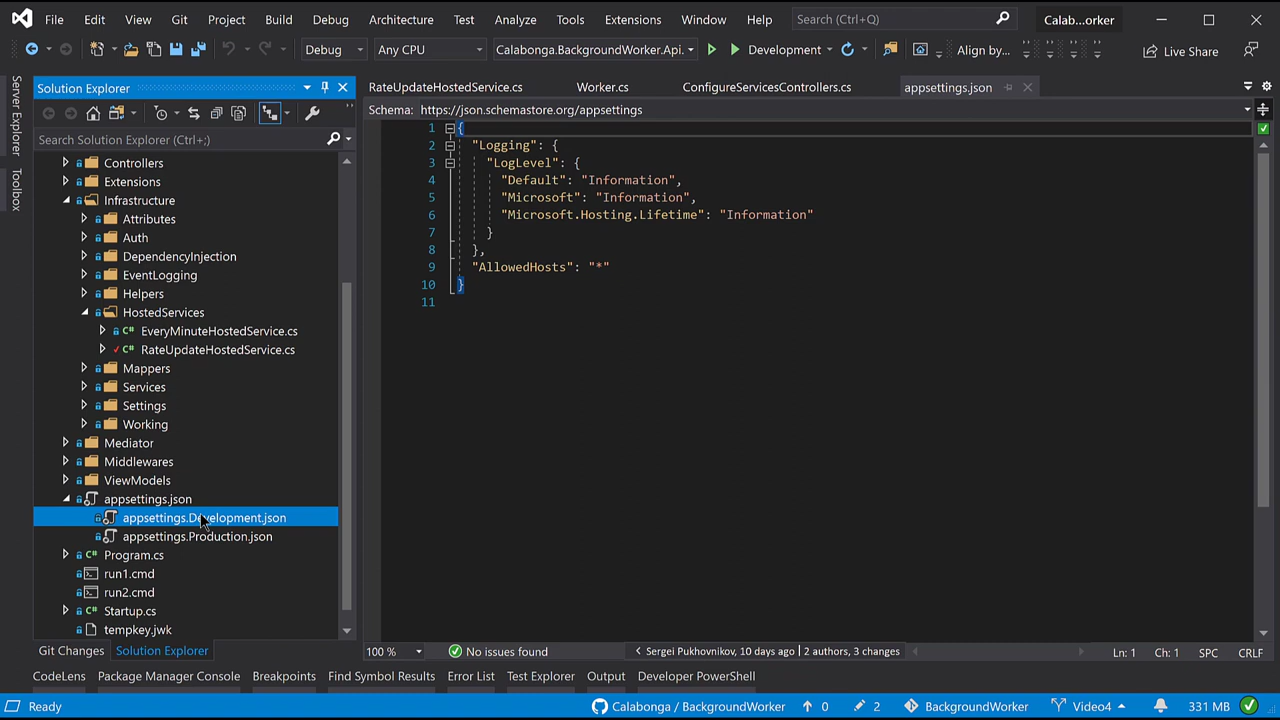 File Edit View Git Project Build Debug Architecture Test Analyze Tools Extensions Window Help Search (Ctrl+Q) Calab...orker
Debug Any CPU Calabonga.BackgroundWorker.Api. Development Align by... Live Share
Server Explorer
Toolbox
Solution Explorer
Search Solution Explorer (Ctrl+;)
Controllers
Extensions
Infrastructure
Attributes
Auth
DependencyInjection
EventLogging
Helpers
HostedServices
C# EveryMinuteHostedService.cs
C# RateUpdateHostedService.cs
Mappers
Services
Settings
Working
Mediator
Middlewares
ViewModels
appsettings.json
appsettings.Development.json
appsettings.Production.json
C# Program.cs
run1.cmd
run2.cmd
C# Startup.cs
tempkey.jwk
Git Changes Solution Explorer
RateUpdateHostedService.cs Worker.cs ConfigureServicesControllers.cs appsettings.json
Schema: https://json.schemastore.org/appsettings
1 {
2 "Logging": {
3 "LogLevel": {
4 "Default": "Information",
5 "Microsoft": "Information",
6 "Microsoft.Hosting.Lifetime": "Information"
7 }
8 },
9 "AllowedHosts": "*"
10 }
11
100 % No issues found Sergei Pukhovnikov, 10 days ago | 2 authors, 3 changes Ln: 1 Ch: 1 SPC CRLF
CodeLens Package Manager Console Breakpoints Find Symbol Results Error List Test Explorer Output Developer PowerShell
Ready Calabonga / BackgroundWorker 0 2 BackgroundWorker Video4 331 MB